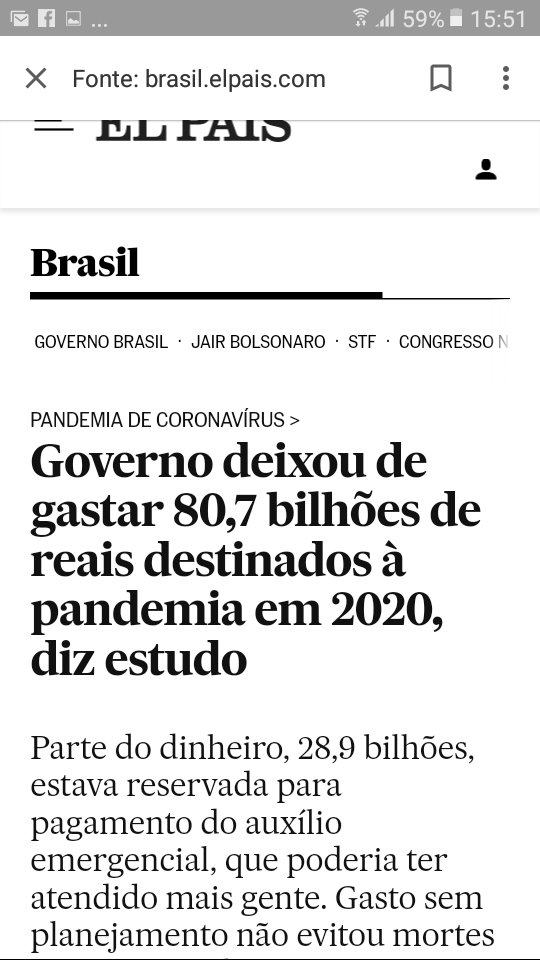 ... 59% 15:51
Fonte: brasil.elpais.com
EL PAÍS
Brasil
GOVERNO BRASIL · JAIR BOLSONARO · STF · CONGRESSO N
PANDEMIA DE CORONAVÍRUS >
Governo deixou de
gastar 80,7 bilhões de
reais destinados à
pandemia em 2020,
diz estudo
Parte do dinheiro, 28,9 bilhões,
estava reservada para
pagamento do auxílio
emergencial, que poderia ter
atendido mais gente. Gasto sem
planejamento não evitou mortes